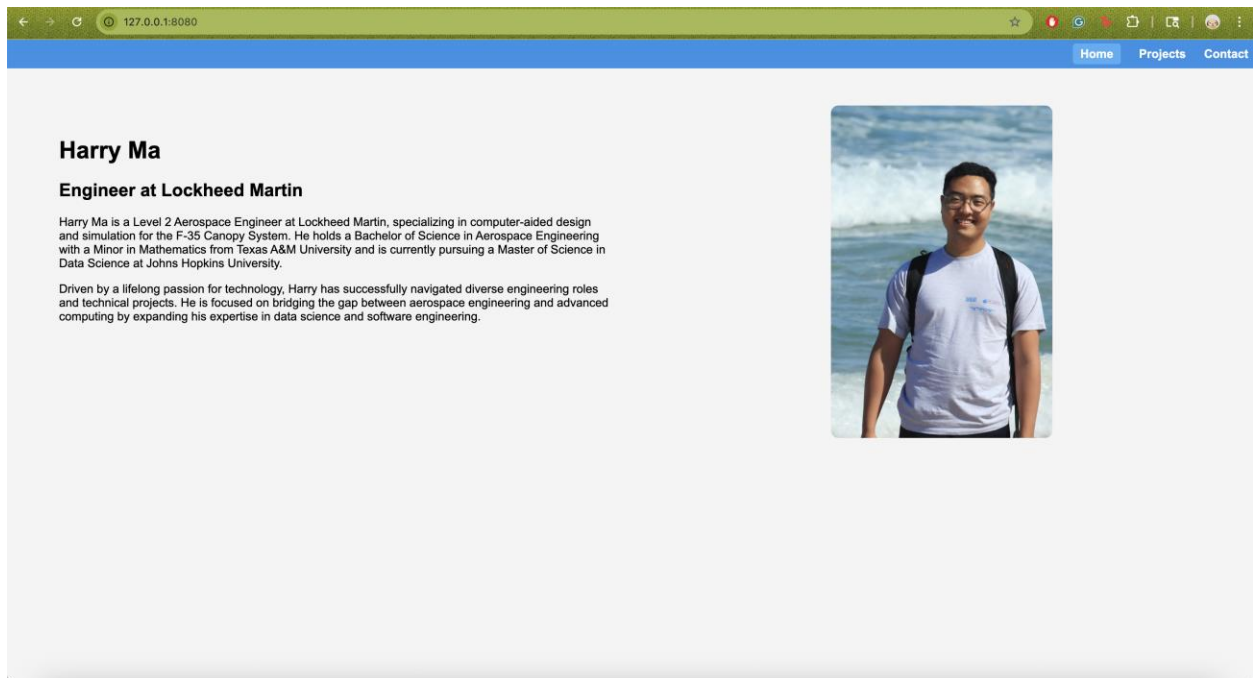 127.0.0.1:8080
Home Projects Contact
Harry Ma
Engineer at Lockheed Martin
Harry Ma is a Level 2 Aerospace Engineer at Lockheed Martin, specializing in computer-aided design
and simulation for the F-35 Canopy System. He holds a Bachelor of Science in Aerospace Engineering
with a Minor in Mathematics from Texas A&M University and is currently pursuing a Master of Science in
Data Science at Johns Hopkins University.
Driven by a lifelong passion for technology, Harry has successfully navigated diverse engineering roles
and technical projects. He is focused on bridging the gap between aerospace engineering and advanced
computing by expanding his expertise in data science and software engineering.